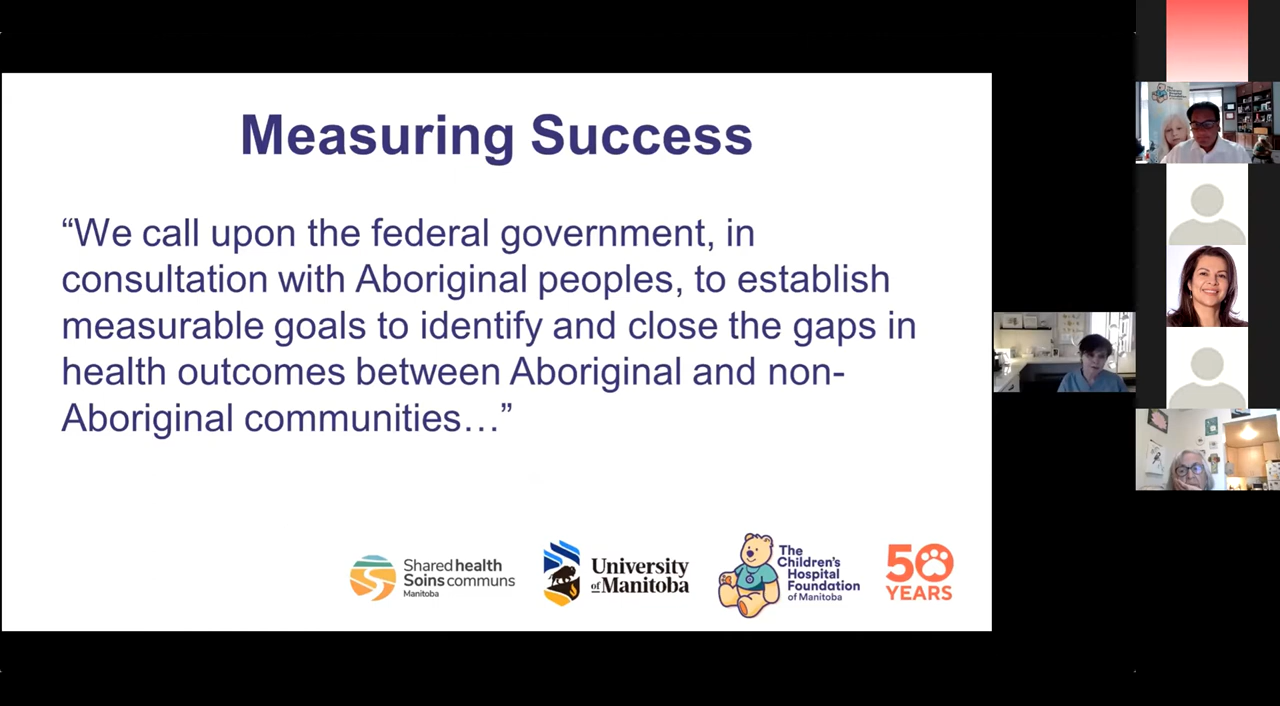 Measuring Success
“We call upon the federal government, in
consultation with Aboriginal peoples, to establish
measurable goals to identify and close the gaps in
health outcomes between Aboriginal and non-
Aboriginal communities…”
Shared health
Soins communs
Manitoba
University
of Manitoba
The
Children's
Hospital
Foundation
of Manitoba
50
YEARS